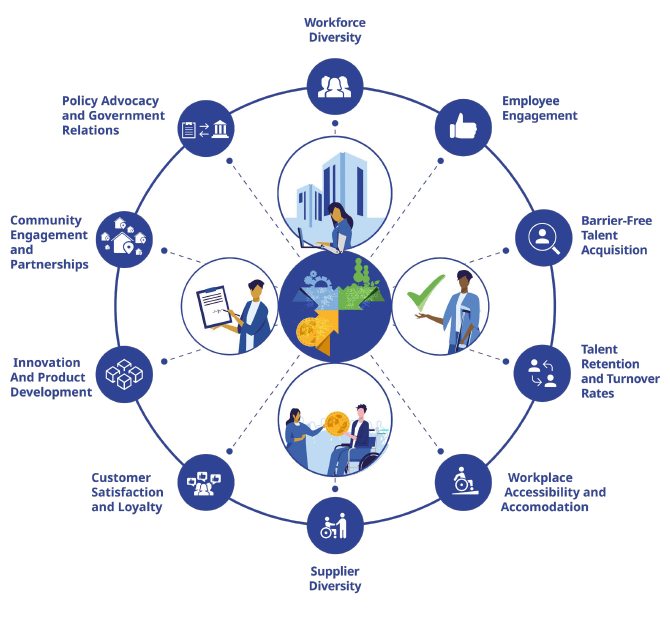 Workforce
Diversity
Employee
Engagement
Barrier-Free
Talent
Acquisition
Talent
Retention
and Turnover
Rates
Workplace
Accessibility and
Accomodation
Supplier
Diversity
Customer
Satisfaction
and Loyalty
Innovation
And Product
Development
Community
Engagement
and
Partnerships
Policy Advocacy
and Government
Relations